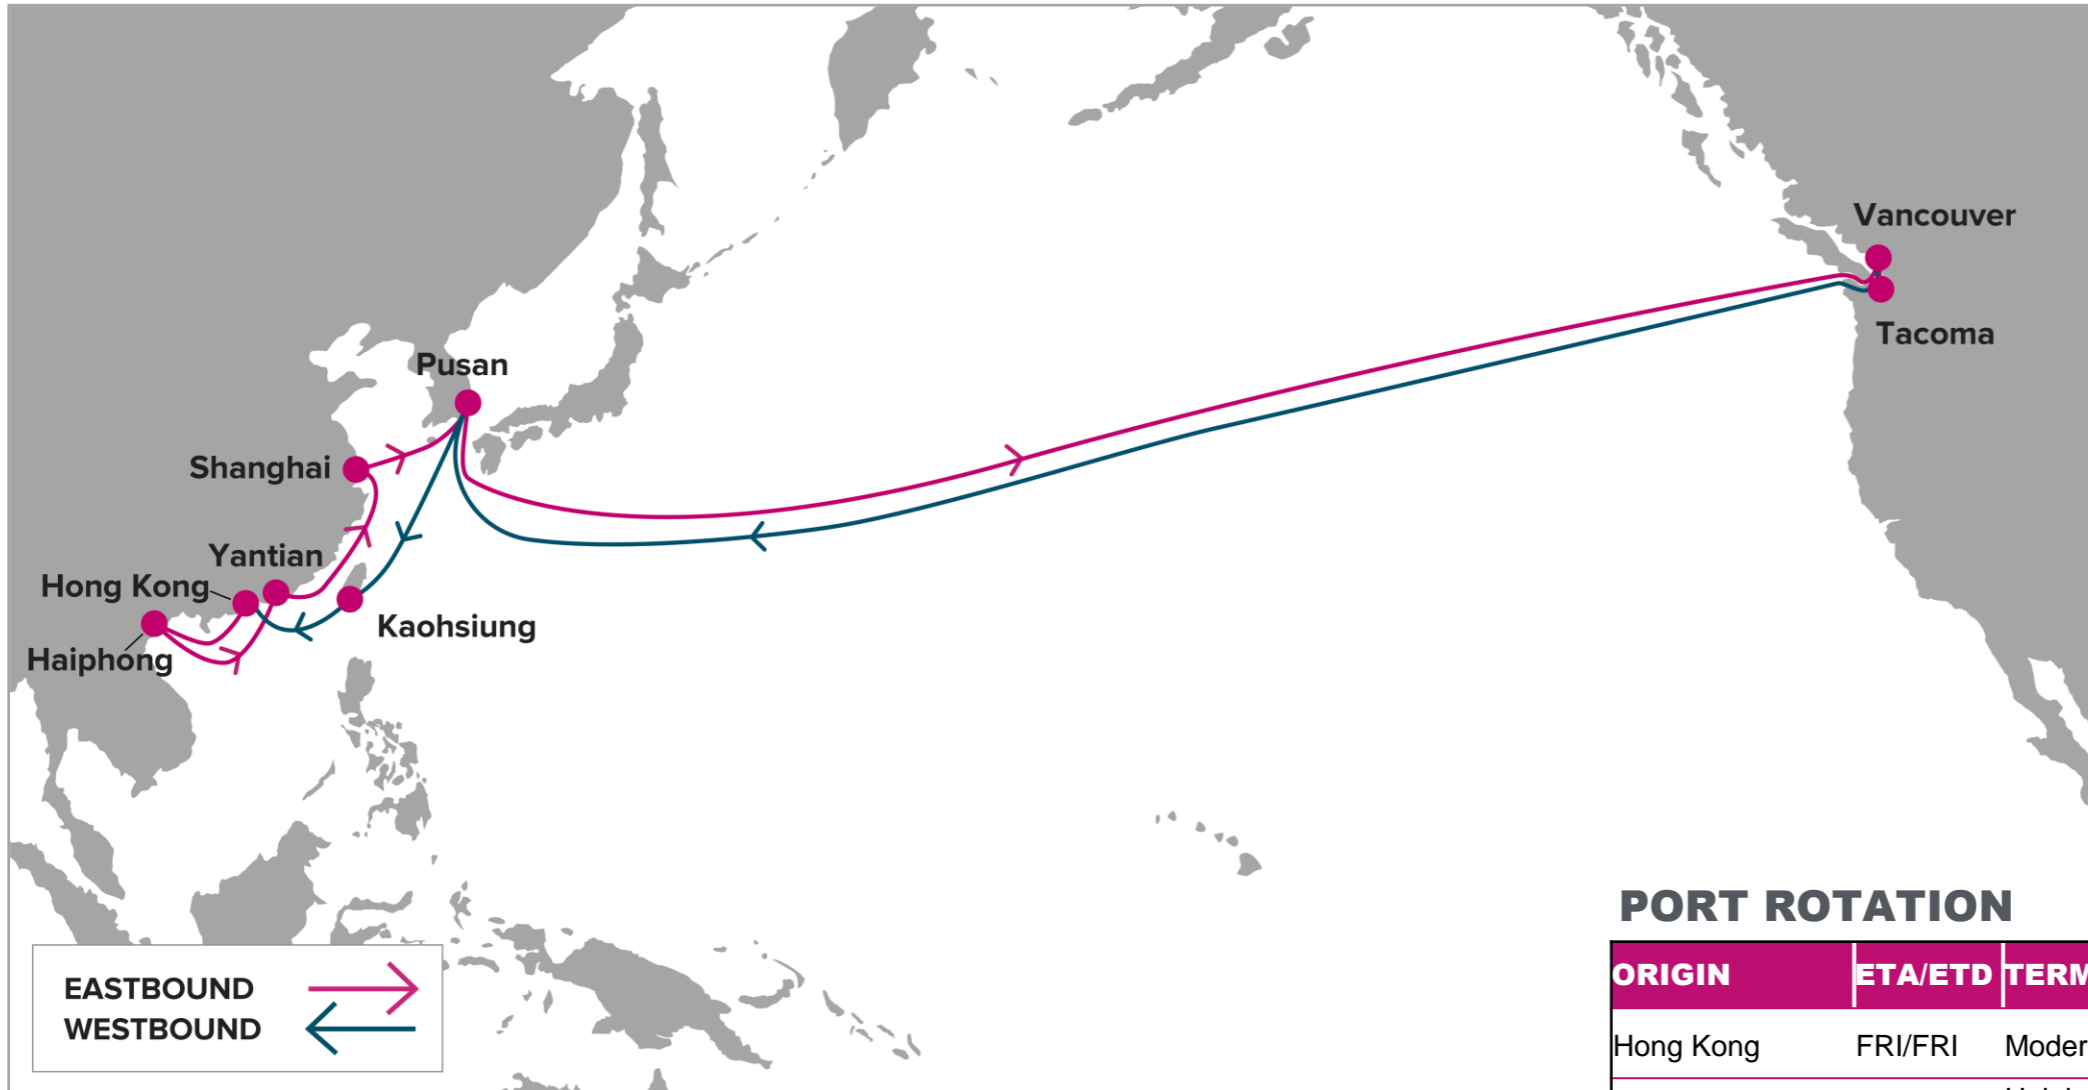 Vancouver
Tacoma
Pusan
Shanghai
Yantian
Hong Kong
Kaohsiung
Haiphong
PORT ROTATION
ORIGIN ETA/ETD
Hong Kong FRI/FRI
EASTBOUND
WESTBOUND